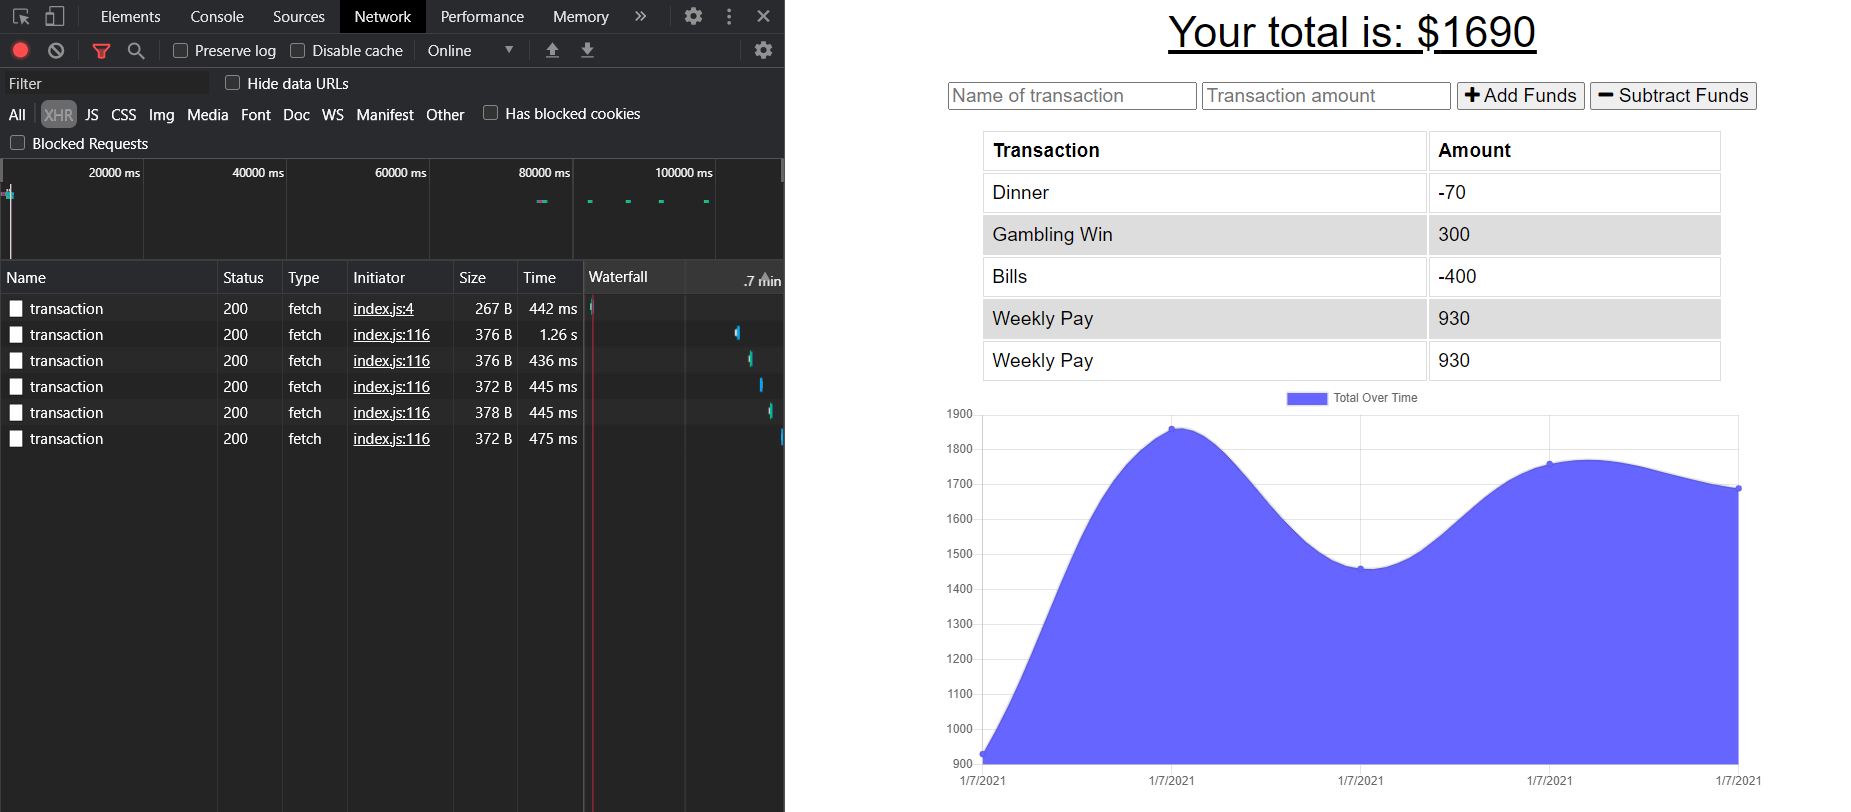 Elements Console Sources Network Performance Memory »
Preserve log Disable cache Online
Filter Hide data URLs
All XHR JS CSS Img Media Font Doc WS Manifest Other Has blocked cookies
Blocked Requests
20000 ms 40000 ms 60000 ms 80000 ms 100000 ms
Name Status Type Initiator Size Time Waterfall .7 min
transaction 200 fetch index.js:4 267 B 442 ms
transaction 200 fetch index.js:116 376 B 1.26 s
transaction 200 fetch index.js:116 376 B 436 ms
transaction 200 fetch index.js:116 372 B 445 ms
transaction 200 fetch index.js:116 378 B 445 ms
transaction 200 fetch index.js:116 372 B 475 ms
Your total is: $1690
Name of transaction Transaction amount Add Funds Subtract Funds
Transaction Amount
Dinner -70
Gambling Win 300
Bills -400
Weekly Pay 930
Weekly Pay 930
Total Over Time
1900
1800
1700
1600
1500
1400
1300
1200
1100
1000
900
1/7/2021 1/7/2021 1/7/2021 1/7/2021 1/7/2021